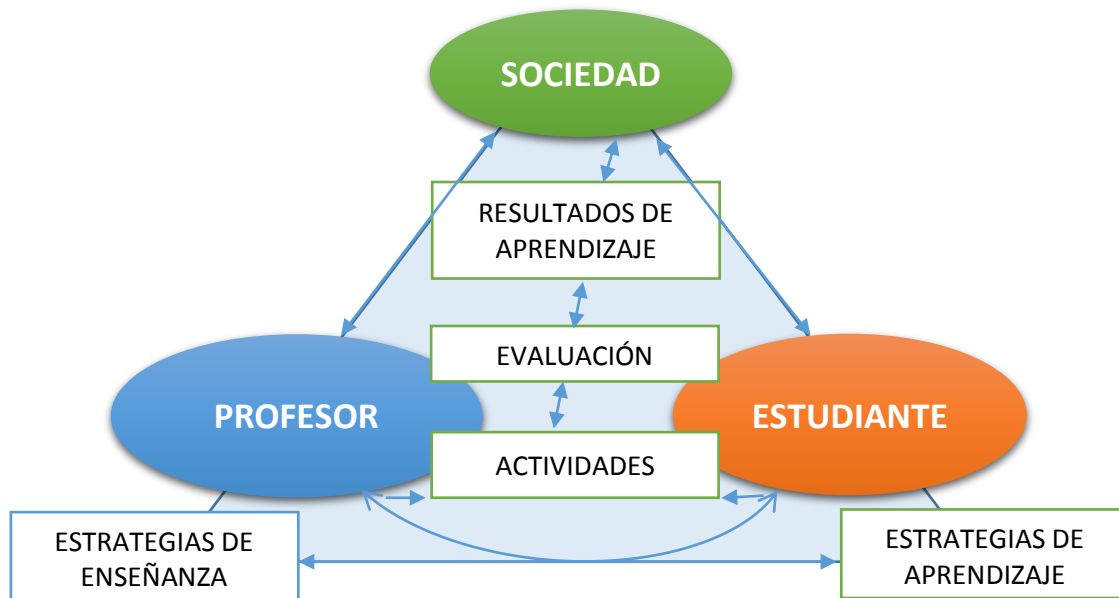 SOCIEDAD
RESULTADOS DE
APRENDIZAJE
EVALUACIÓN
PROFESOR
ESTUDIANTE
ACTIVIDADES
ESTRATEGIAS DE
ENSEÑANZA
ESTRATEGIAS DE
APRENDIZAJE